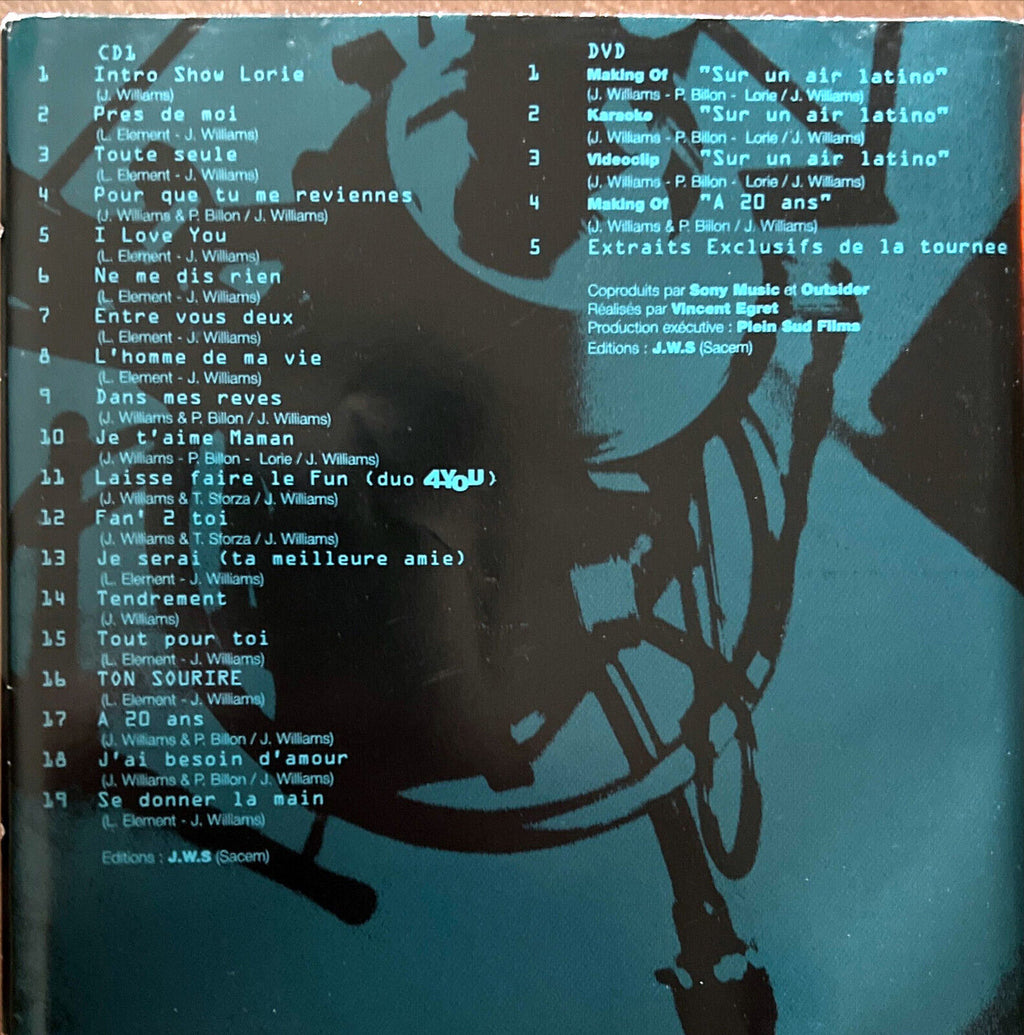 CD1
1 Intro Show Lorie
(J. Williams)
2 Pres de moi
(L. Element - J. Williams)
3 Toute seule
(L. Element - J. Williams)
4 Pour que tu me reviennes
(J. Williams & P. Billon / J. Williams)
5 I Love You
(L. Element - J. Williams)
6 Ne me dis rien
(L. Element - J. Williams)
7 Entre vous deux
(L. Element - J. Williams)
8 L'homme de ma vie
(L. Element - J. Williams)
9 Dans mes reves
(J. Williams & P. Billon / J. Williams)
10 Je t'aime Maman
(J. Williams - P. Billon - Lorie / J. Williams)
11 Laisse faire le Fun (duo 4YOU)
(J. Williams & T. Sforza / J. Williams)
12 Fan' 2 toi
(J. Williams & T. Sforza / J. Williams)
13 Je serai (ta meilleure amie)
(L. Element - J. Williams)
14 Tendrement
(J. Williams)
15 Tout pour toi
(L. Element - J. Williams)
16 TON SOURIRE
(L. Element - J. Williams)
17 A 20 ans
(J. Williams & P. Billon / J. Williams)
18 J'ai besoin d'amour
(J. Williams & P. Billon / J. Williams)
19 Se donner la main
(L. Element - J. Williams)
Editions : J.W.S (Sacem)
DVD
1 Making Of "Sur un air latino"
(J. Williams - P. Billon - Lorie / J. Williams)
2 Karaoke "Sur un air latino"
(J. Williams - P. Billon - Lorie / J. Williams)
3 Videoclip "Sur un air latino"
(J. Williams - P. Billon - Lorie / J. Williams)
4 Making Of "A 20 ans"
(J. Williams & P. Billon / J. Williams)
5 Extraits Exclusifs de la tournee
Coproduits par Sony Music et Outsider
Réalisés par Vincent Egret
Production exécutive : Plein Sud Films
Editions : J.W.S (Sacem)